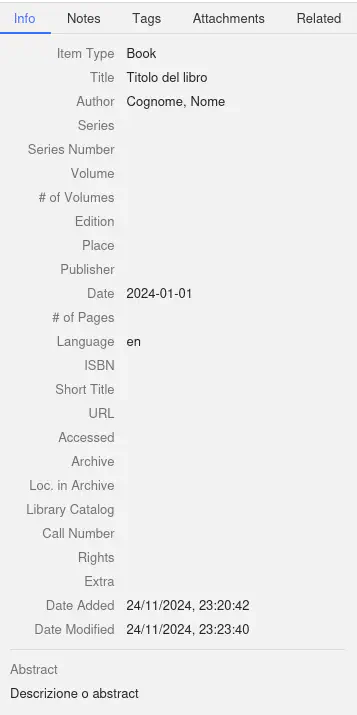 Info Notes Tags Attachments Related
Item Type Book
Title Titolo del libro
Author Cognome, Nome
Series
Series Number
Volume
# of Volumes
Edition
Place
Publisher
Date 2024-01-01
# of Pages
Language en
ISBN
Short Title
URL
Accessed
Archive
Loc. in Archive
Library Catalog
Call Number
Rights
Extra
Date Added 24/11/2024, 23:20:42
Date Modified 24/11/2024, 23:23:40
Abstract
Descrizione o abstract